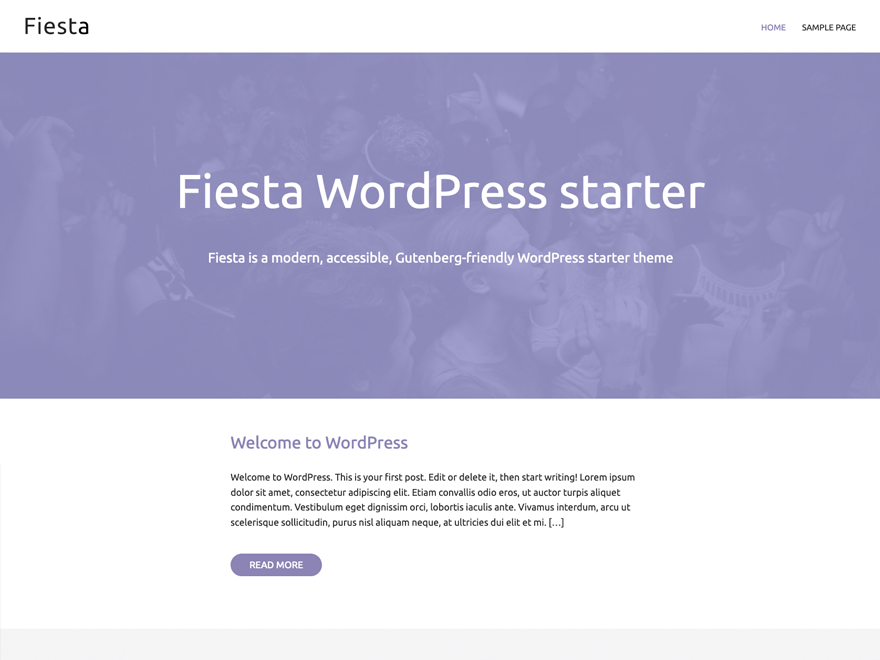 Fiesta
HOME SAMPLE PAGE
Fiesta WordPress starter
Fiesta is a modern, accessible, Gutenberg-friendly WordPress starter theme
Welcome to WordPress
Welcome to WordPress. This is your first post. Edit or delete it, then start writing! Lorem ipsum
dolor sit amet, consectetur adipiscing elit. Etiam convallis odio eros, ut auctor turpis aliquet
condimentum. Vestibulum eget dignissim orci, lobortis iaculis ante. Vivamus interdum, arcu ut
scelerisque sollicitudin, purus nisl aliquam neque, at ultricies dui elit et mi. […]
READ MORE